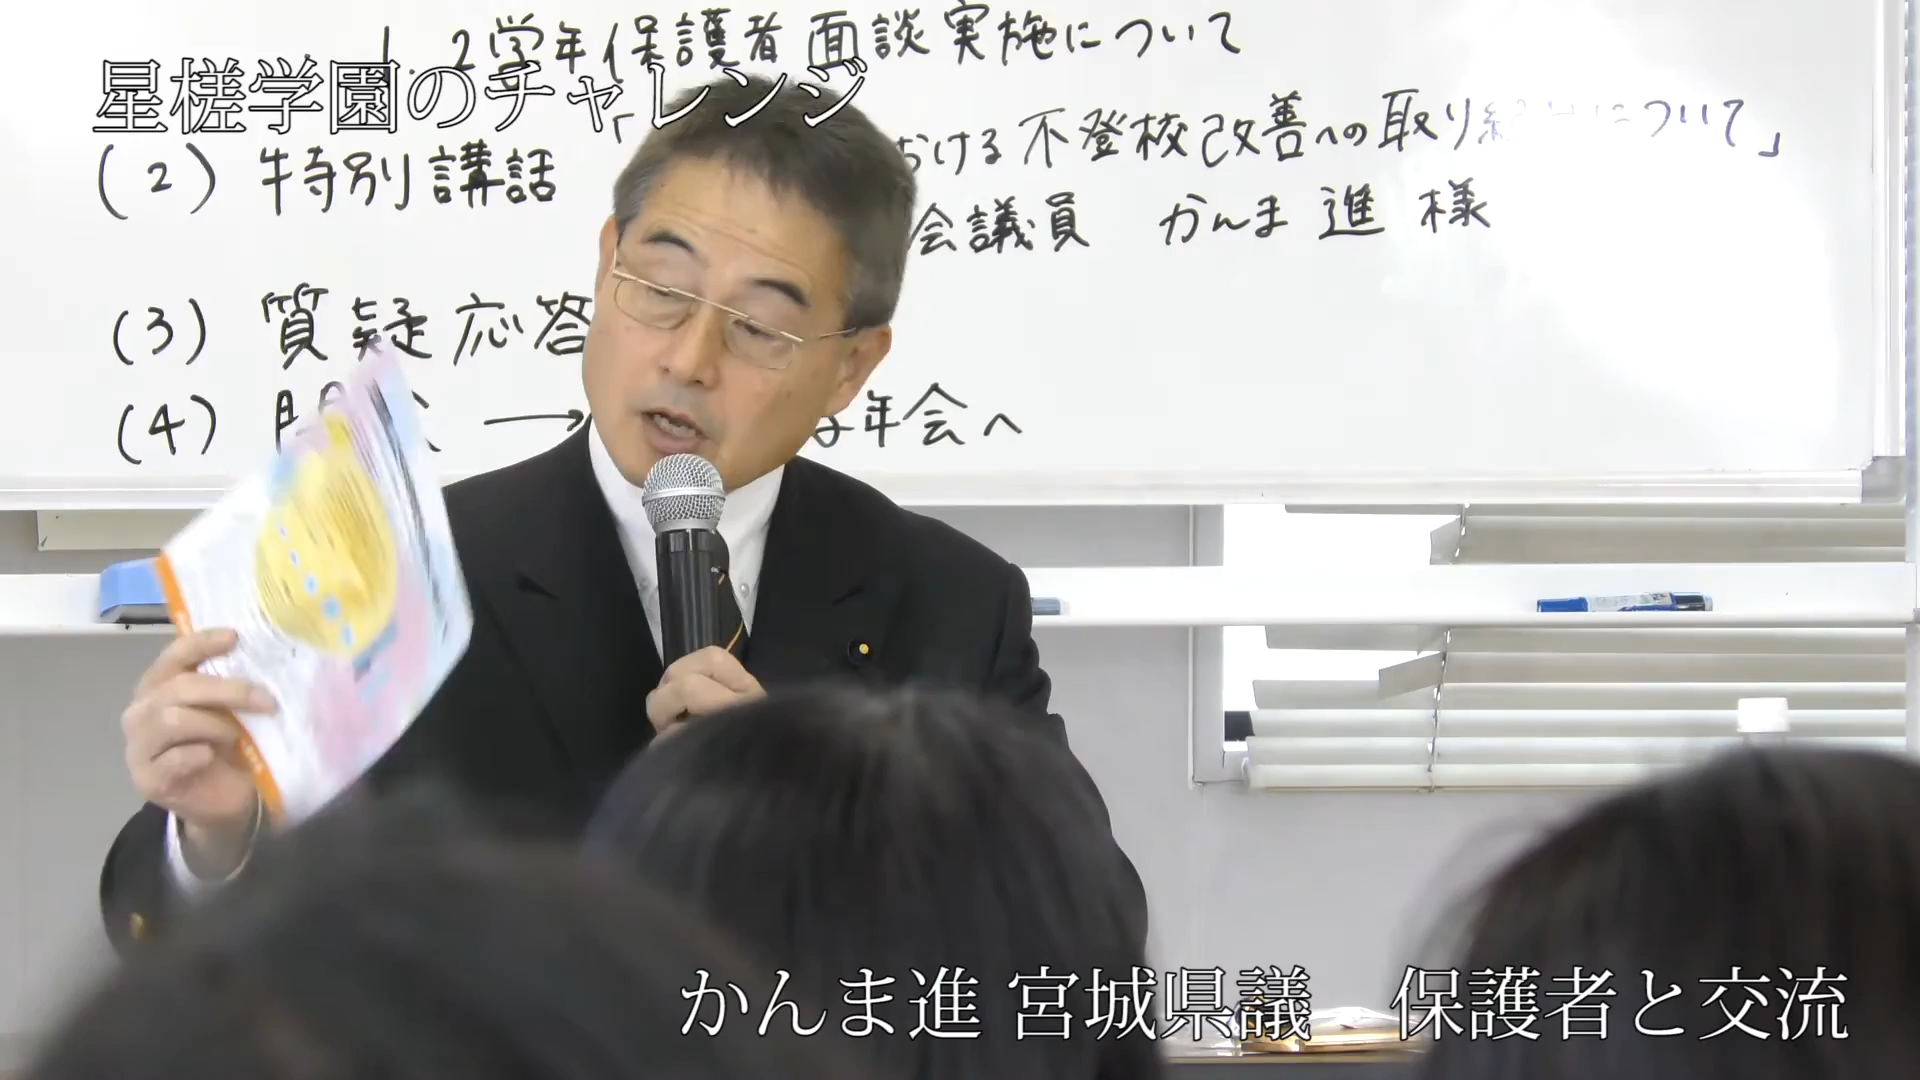 1. 2学年保護者面談実施について
星槎学園のチャレンジ
(2) 特別講話 「 おける不登校改善への取り組みについて」
会議員 かんま 進 様
(3) 質疑応答
(4) → 年会へ
かんま進 宮城県議 保護者と交流